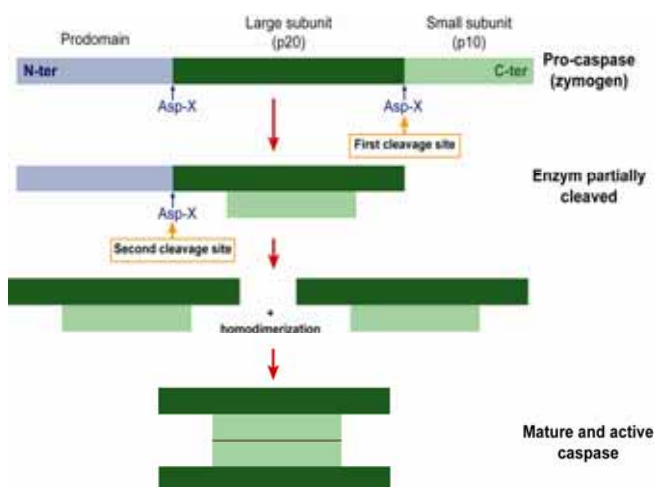 Prodomain
Large subunit
(p20)
Small subunit
(p10)
N-ter
C-ter
Pro-caspase
(zymogen)
Asp-X
Asp-X
First cleavage site
Enzym partially
cleaved
Asp-X
Second cleavage site
+
homodimerization
Mature and active
caspase